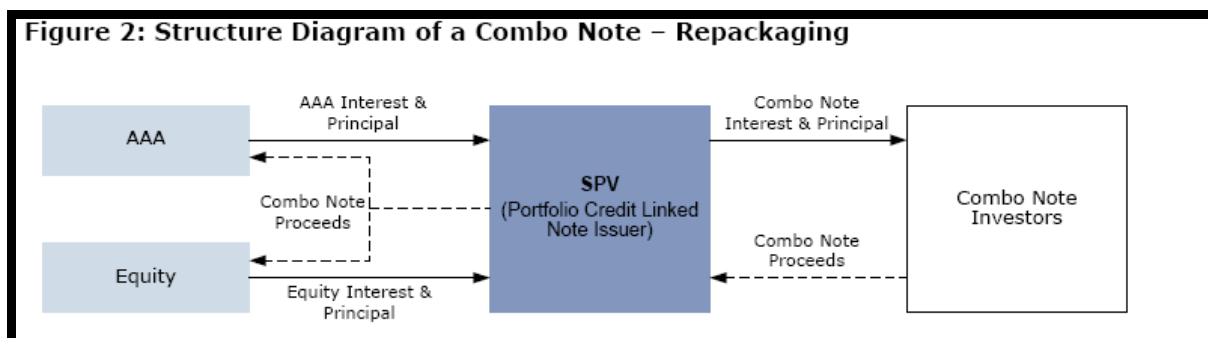 Figure 2: Structure Diagram of a Combo Note – Repackaging
AAA
AAA Interest &
Principal
Combo Note
Proceeds
Equity
Equity Interest &
Principal
SPV
(Portfolio Credit Linked
Note Issuer)
Combo Note
Interest & Principal
Combo Note
Proceeds
Combo Note
Investors